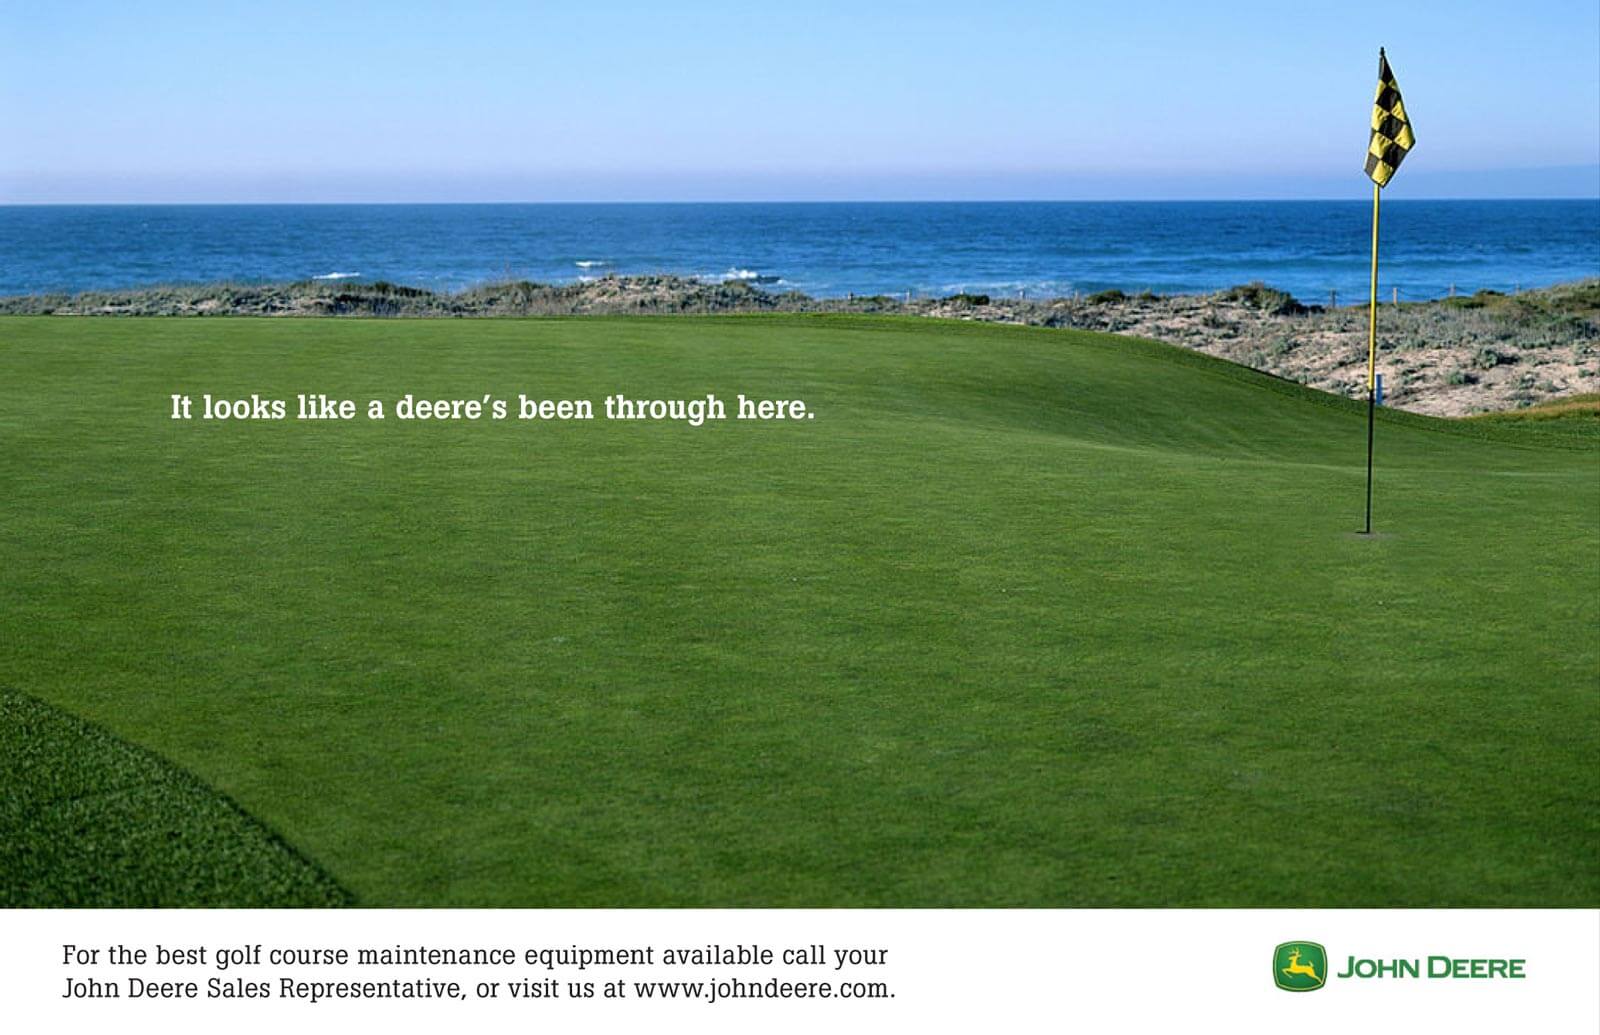 It looks like a deere's been through here.
For the best golf course maintenance equipment available call your
John Deere Sales Representative, or visit us at www.johndeere.com.
JOHN DEERE